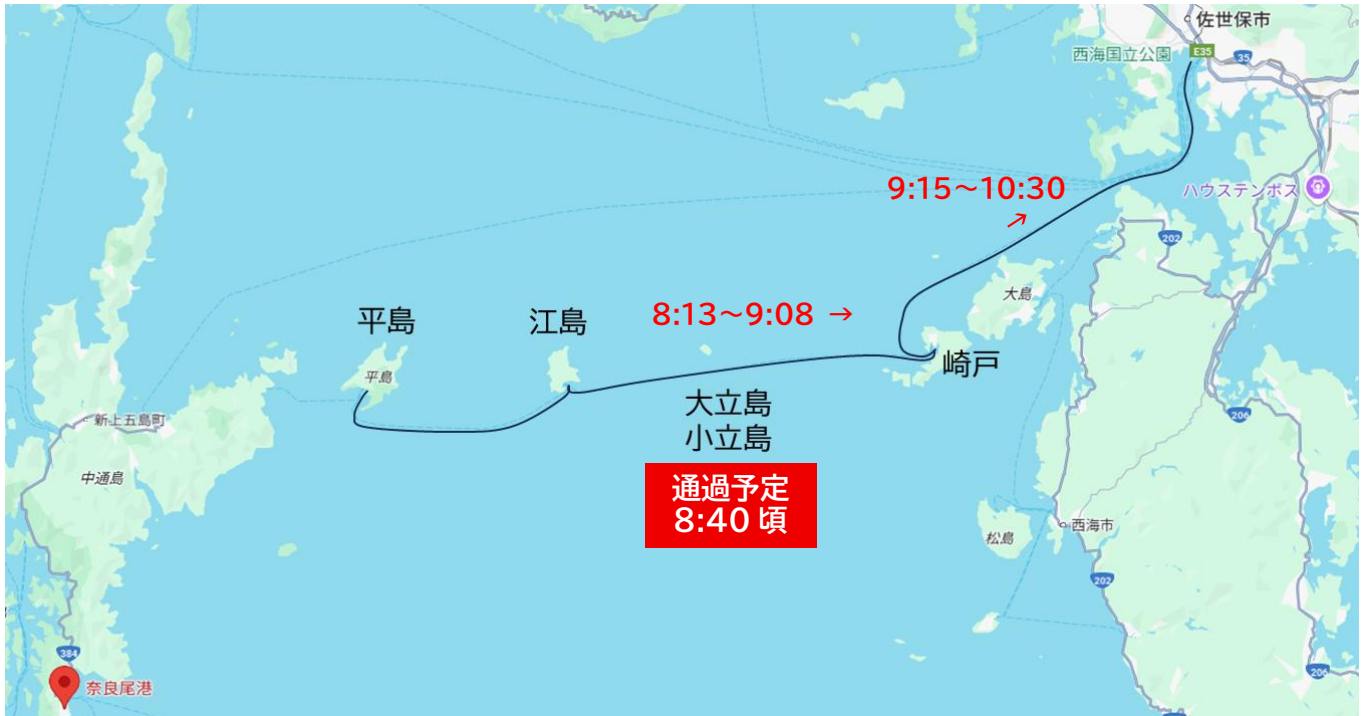 佐世保市
西海国立公園
E35
35
9:15～10:30
↗
ハウステンボス
202
大島
平島
江島
8:13～9:08 →
崎戸
平島
大立島
小立島
新上五島町
206
通過予定
8:40頃
中通島
松島
西海市
202
384
奈良尾港
206